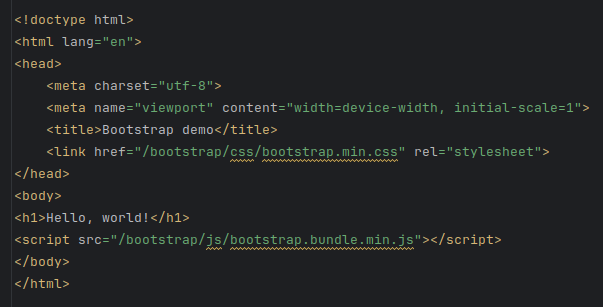 <!doctype html>
<html lang="en">
<head>
    <meta charset="utf-8">
    <meta name="viewport" content="width=device-width, initial-scale=1">
    <title>Bootstrap demo</title>
    <link href="/bootstrap/css/bootstrap.min.css" rel="stylesheet">
</head>
<body>
<h1>Hello, world!</h1>
<script src="/bootstrap/js/bootstrap.bundle.min.js"></script>
</body>
</html>